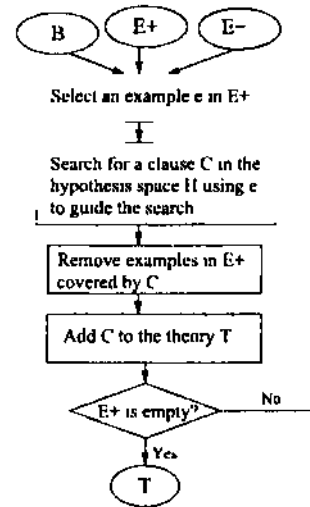 B E+ E−
Select an example e in E+
Search for a clause C in the
hypothesis space H using e
to guide the search
Remove examples in E+
covered by C
Add C to the theory T
E+ is empty?
No
Yes
T